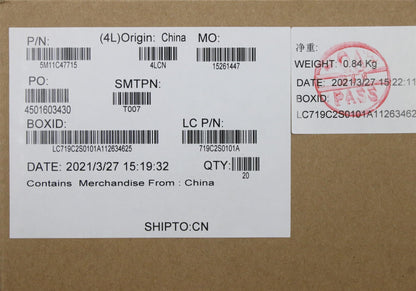 P/N: (4L)Origin: China MO:
5M11C47715 4LCN 15261447
PO: SMTPN:
4501603430 T007
BOXID: LC P/N:
LC719C2S0101A112634625 719C2S0101A
DATE: 2021/3/27 15:19:32 QTY:
20
Contains Merchandise From : China
SHIPTO:CN
净重:
WEIGHT: 0.84 Kg
DATE: 2021/3/27 15:22:11
BOXID:
PASS
LC719C2S0101A11263462